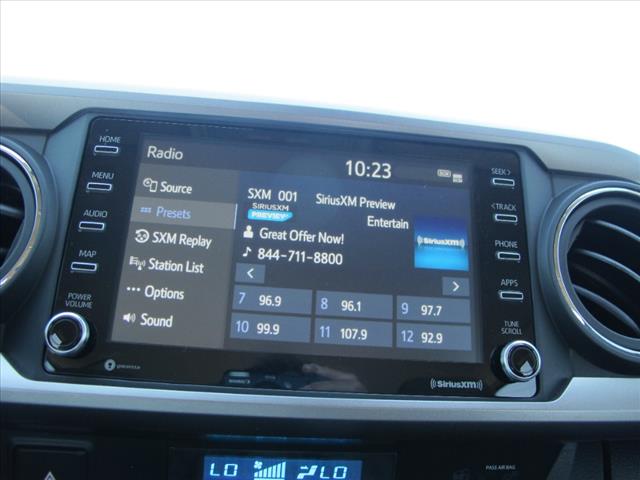 HOME
MENU
AUDIO
MAP
POWER
VOLUME
Radio
10:23
Source
Presets
SXM Replay
Station List
Options
Sound
SXM 001 SiriusXM Preview
SIRIUSXM
PREVIEW
Entertain
Great Offer Now!
844-711-8800
SiriusXM
< >
7 96.9 8 96.1 9 97.7
10 99.9 11 107.9 12 92.9
SEEK>
<TRACK
PHONE
APPS
TUNE
SCROLL
((SiriusXM))
LO LO
PASS AIR BAG